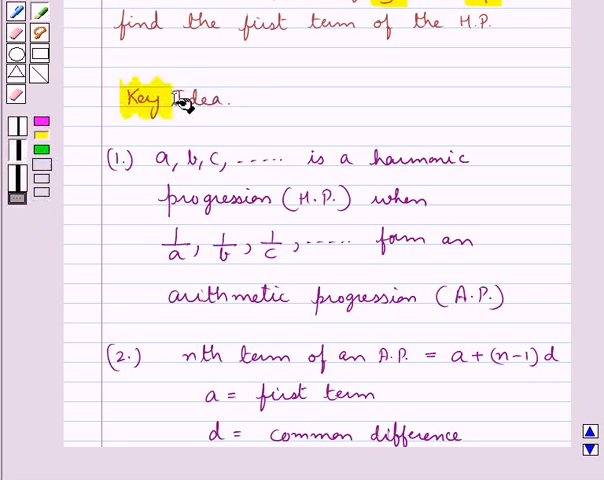 find the first term of the H.P.
Key Idea.
(1.) a, b, c, ----- is a harmonic
progression (H.P.) when
1/a, 1/b, 1/c, ----- form an
arithmetic progression (A.P.)
(2.) nth term of an A.P. = a + (n-1) d
a = first term
d = common difference